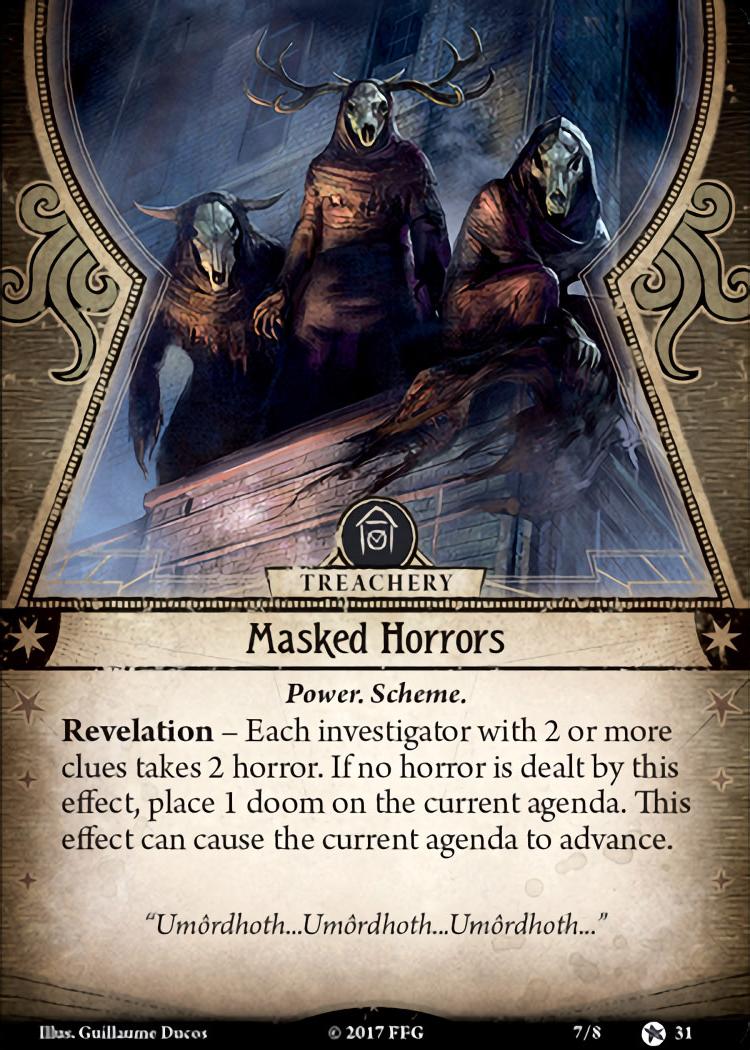 TREACHERY
Masked Horrors
Power. Scheme.
Revelation – Each investigator with 2 or more
clues takes 2 horror. If no horror is dealt by this
effect, place 1 doom on the current agenda. This
effect can cause the current agenda to advance.
“Umôrdhoth...Umôrdhoth...Umôrdhoth...”
Illus. Guillaume Ducos © 2017 FFG 7/8 31